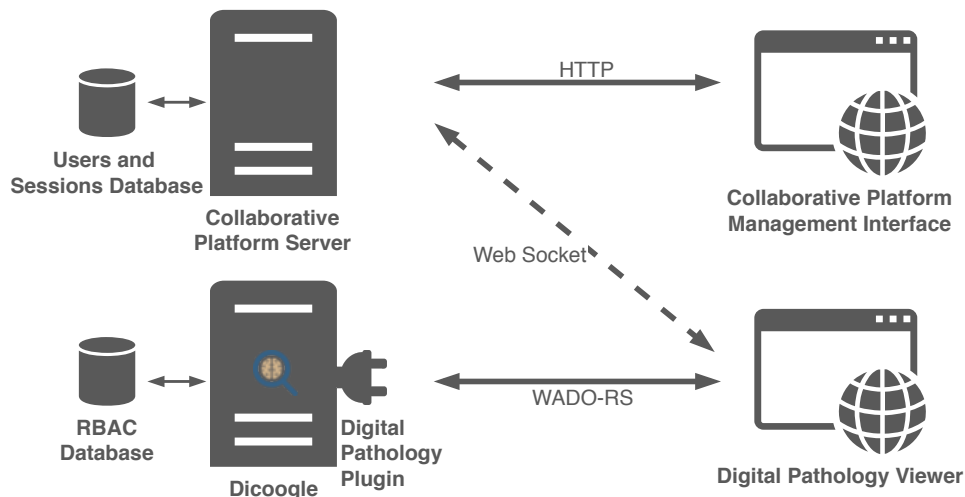 HTTP
Users and
Sessions Database
Collaborative
Platform Server
Collaborative Platform
Management Interface
Web Socket
WADO-RS
RBAC
Database
Digital
Pathology
Plugin
Dicoogle
Digital Pathology Viewer